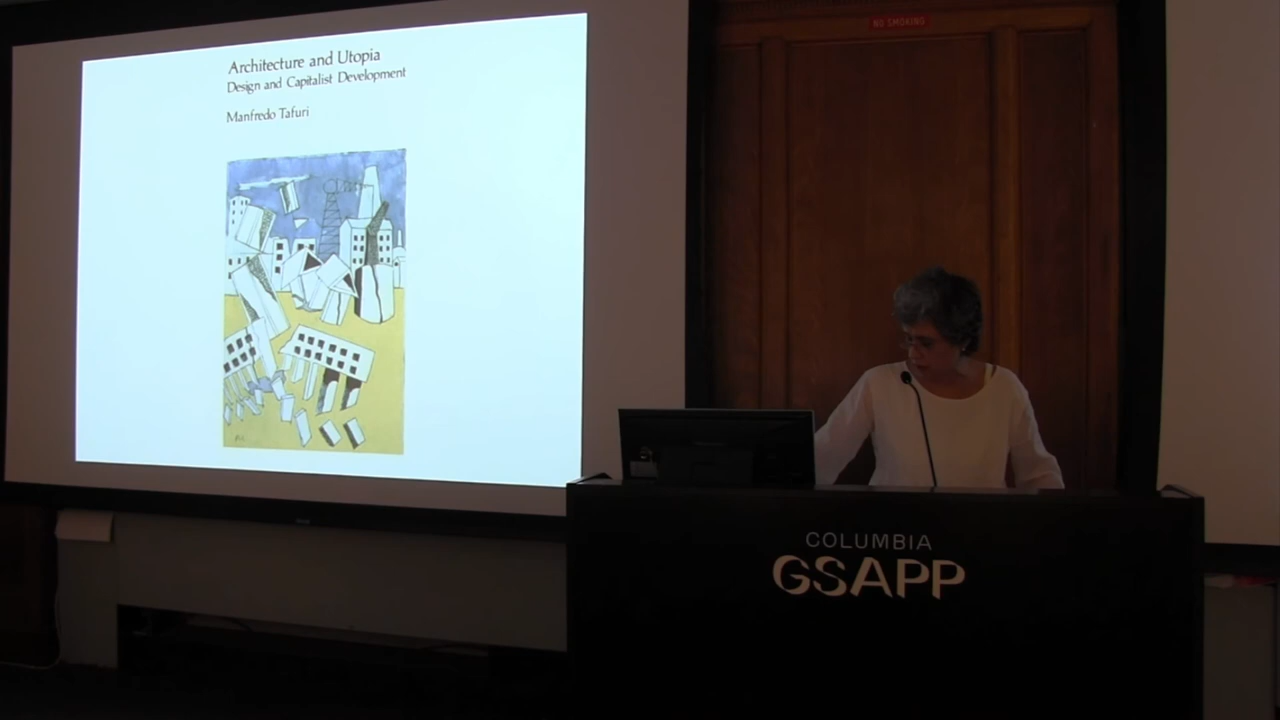 Architecture and Utopia
Design and Capitalist Development
Manfredo Tafuri
NO SMOKING
COLUMBIA
GSAPP